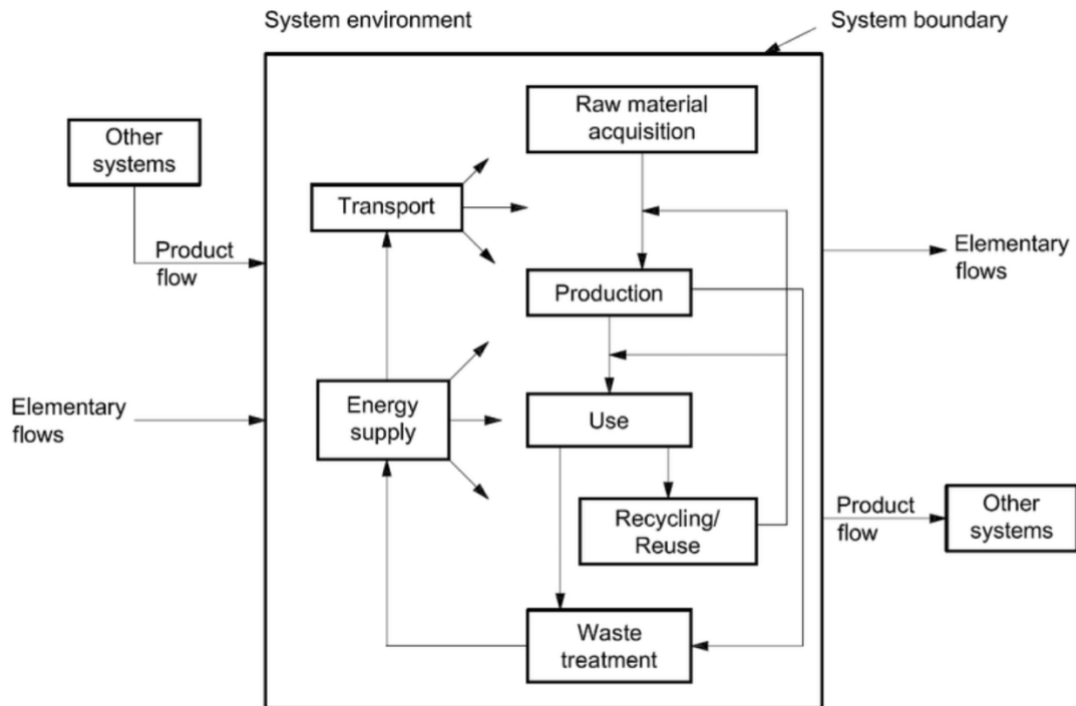 System environment
System boundary
Raw material
acquisition
Other
systems
Transport
Product
flow
Elementary
flows
Production
Energy
supply
Elementary
flows
Use
Recycling/
Reuse
Product
flow
Other
systems
Waste
treatment